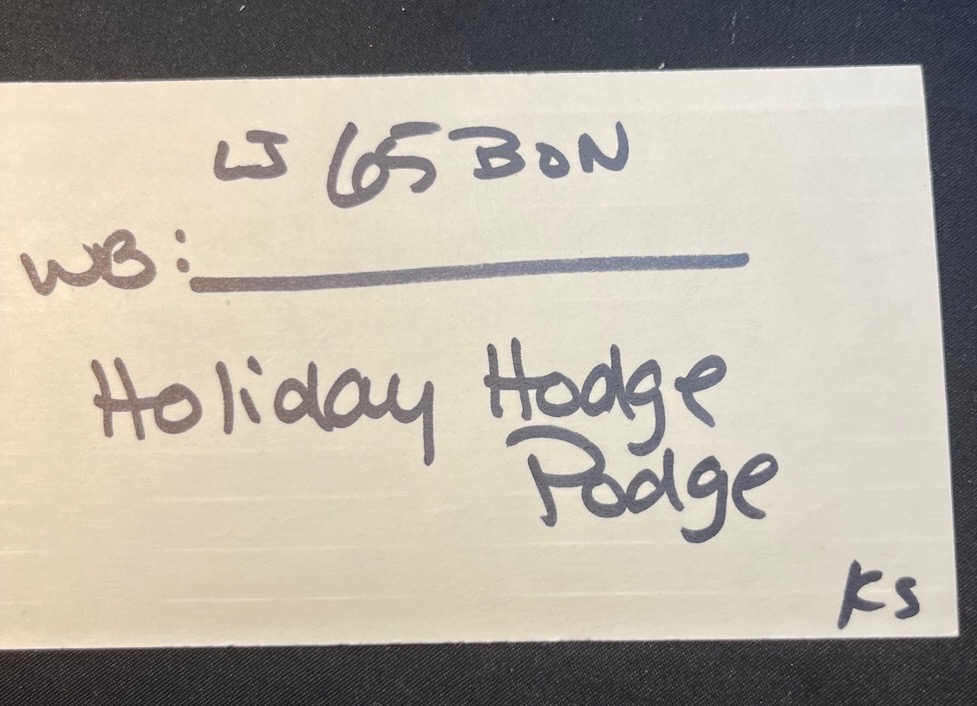 LJ 65 BON
WB:
Holiday Hodge
Podge
KS